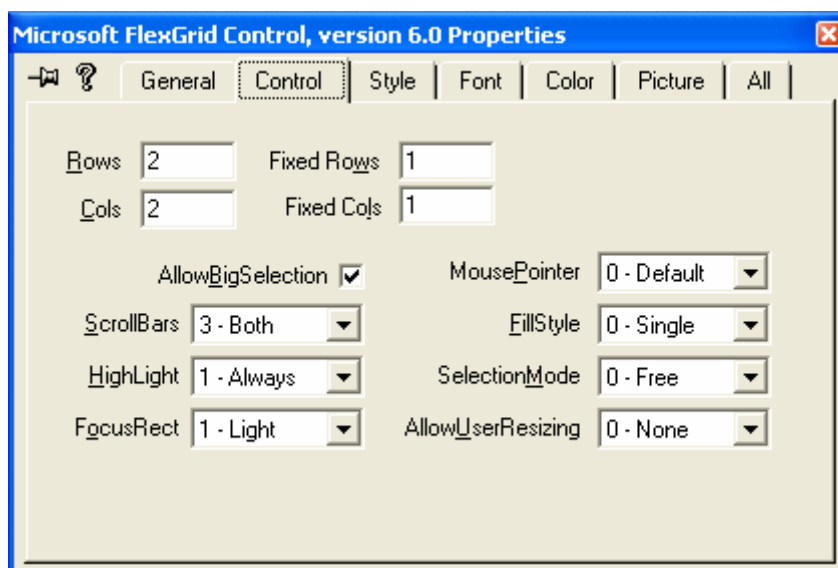 Microsoft FlexGrid Control, version 6.0 Properties
General Control Style Font Color Picture All
Rows 2 Fixed Rows 1
Cols 2 Fixed Cols 1
AllowBigSelection MousePointer 0 - Default
ScrollBars 3 - Both FillStyle 0 - Single
HighLight 1 - Always SelectionMode 0 - Free
FocusRect 1 - Light AllowUserResizing 0 - None